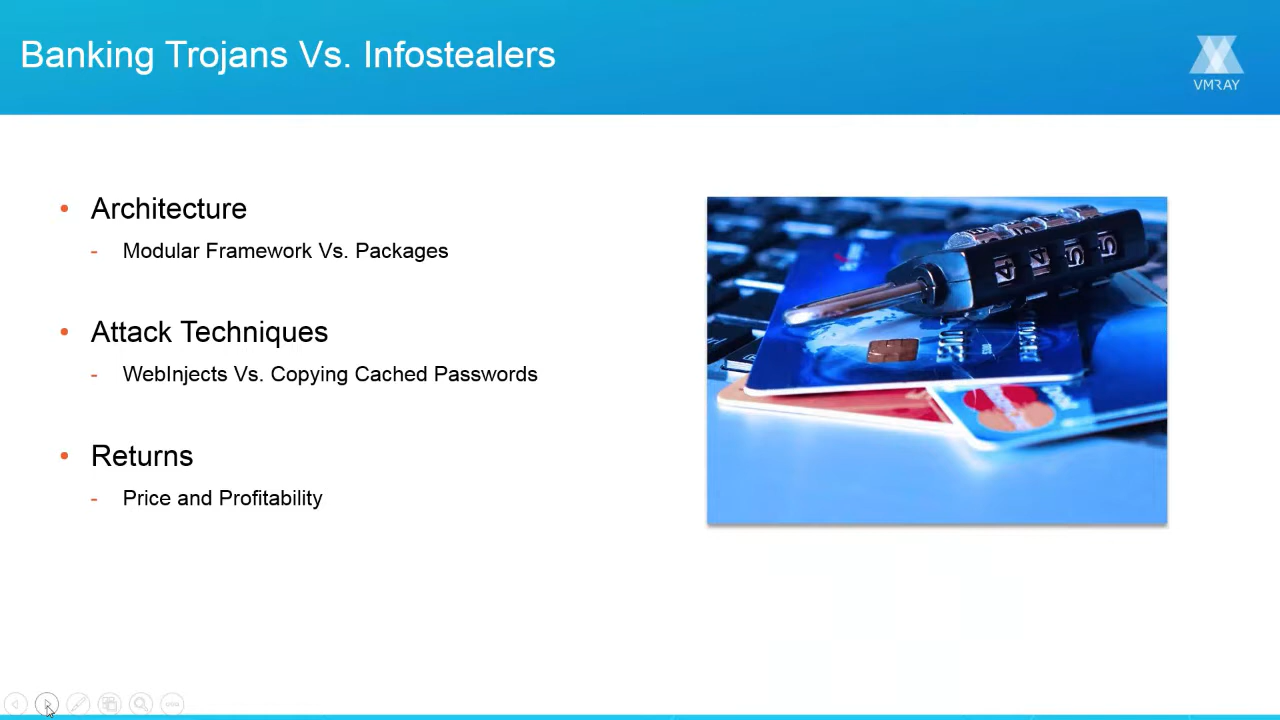 Banking Trojans Vs. Infostealers
VMRAY
• Architecture
- Modular Framework Vs. Packages
• Attack Techniques
- WebInjects Vs. Copying Cached Passwords
• Returns
- Price and Profitability